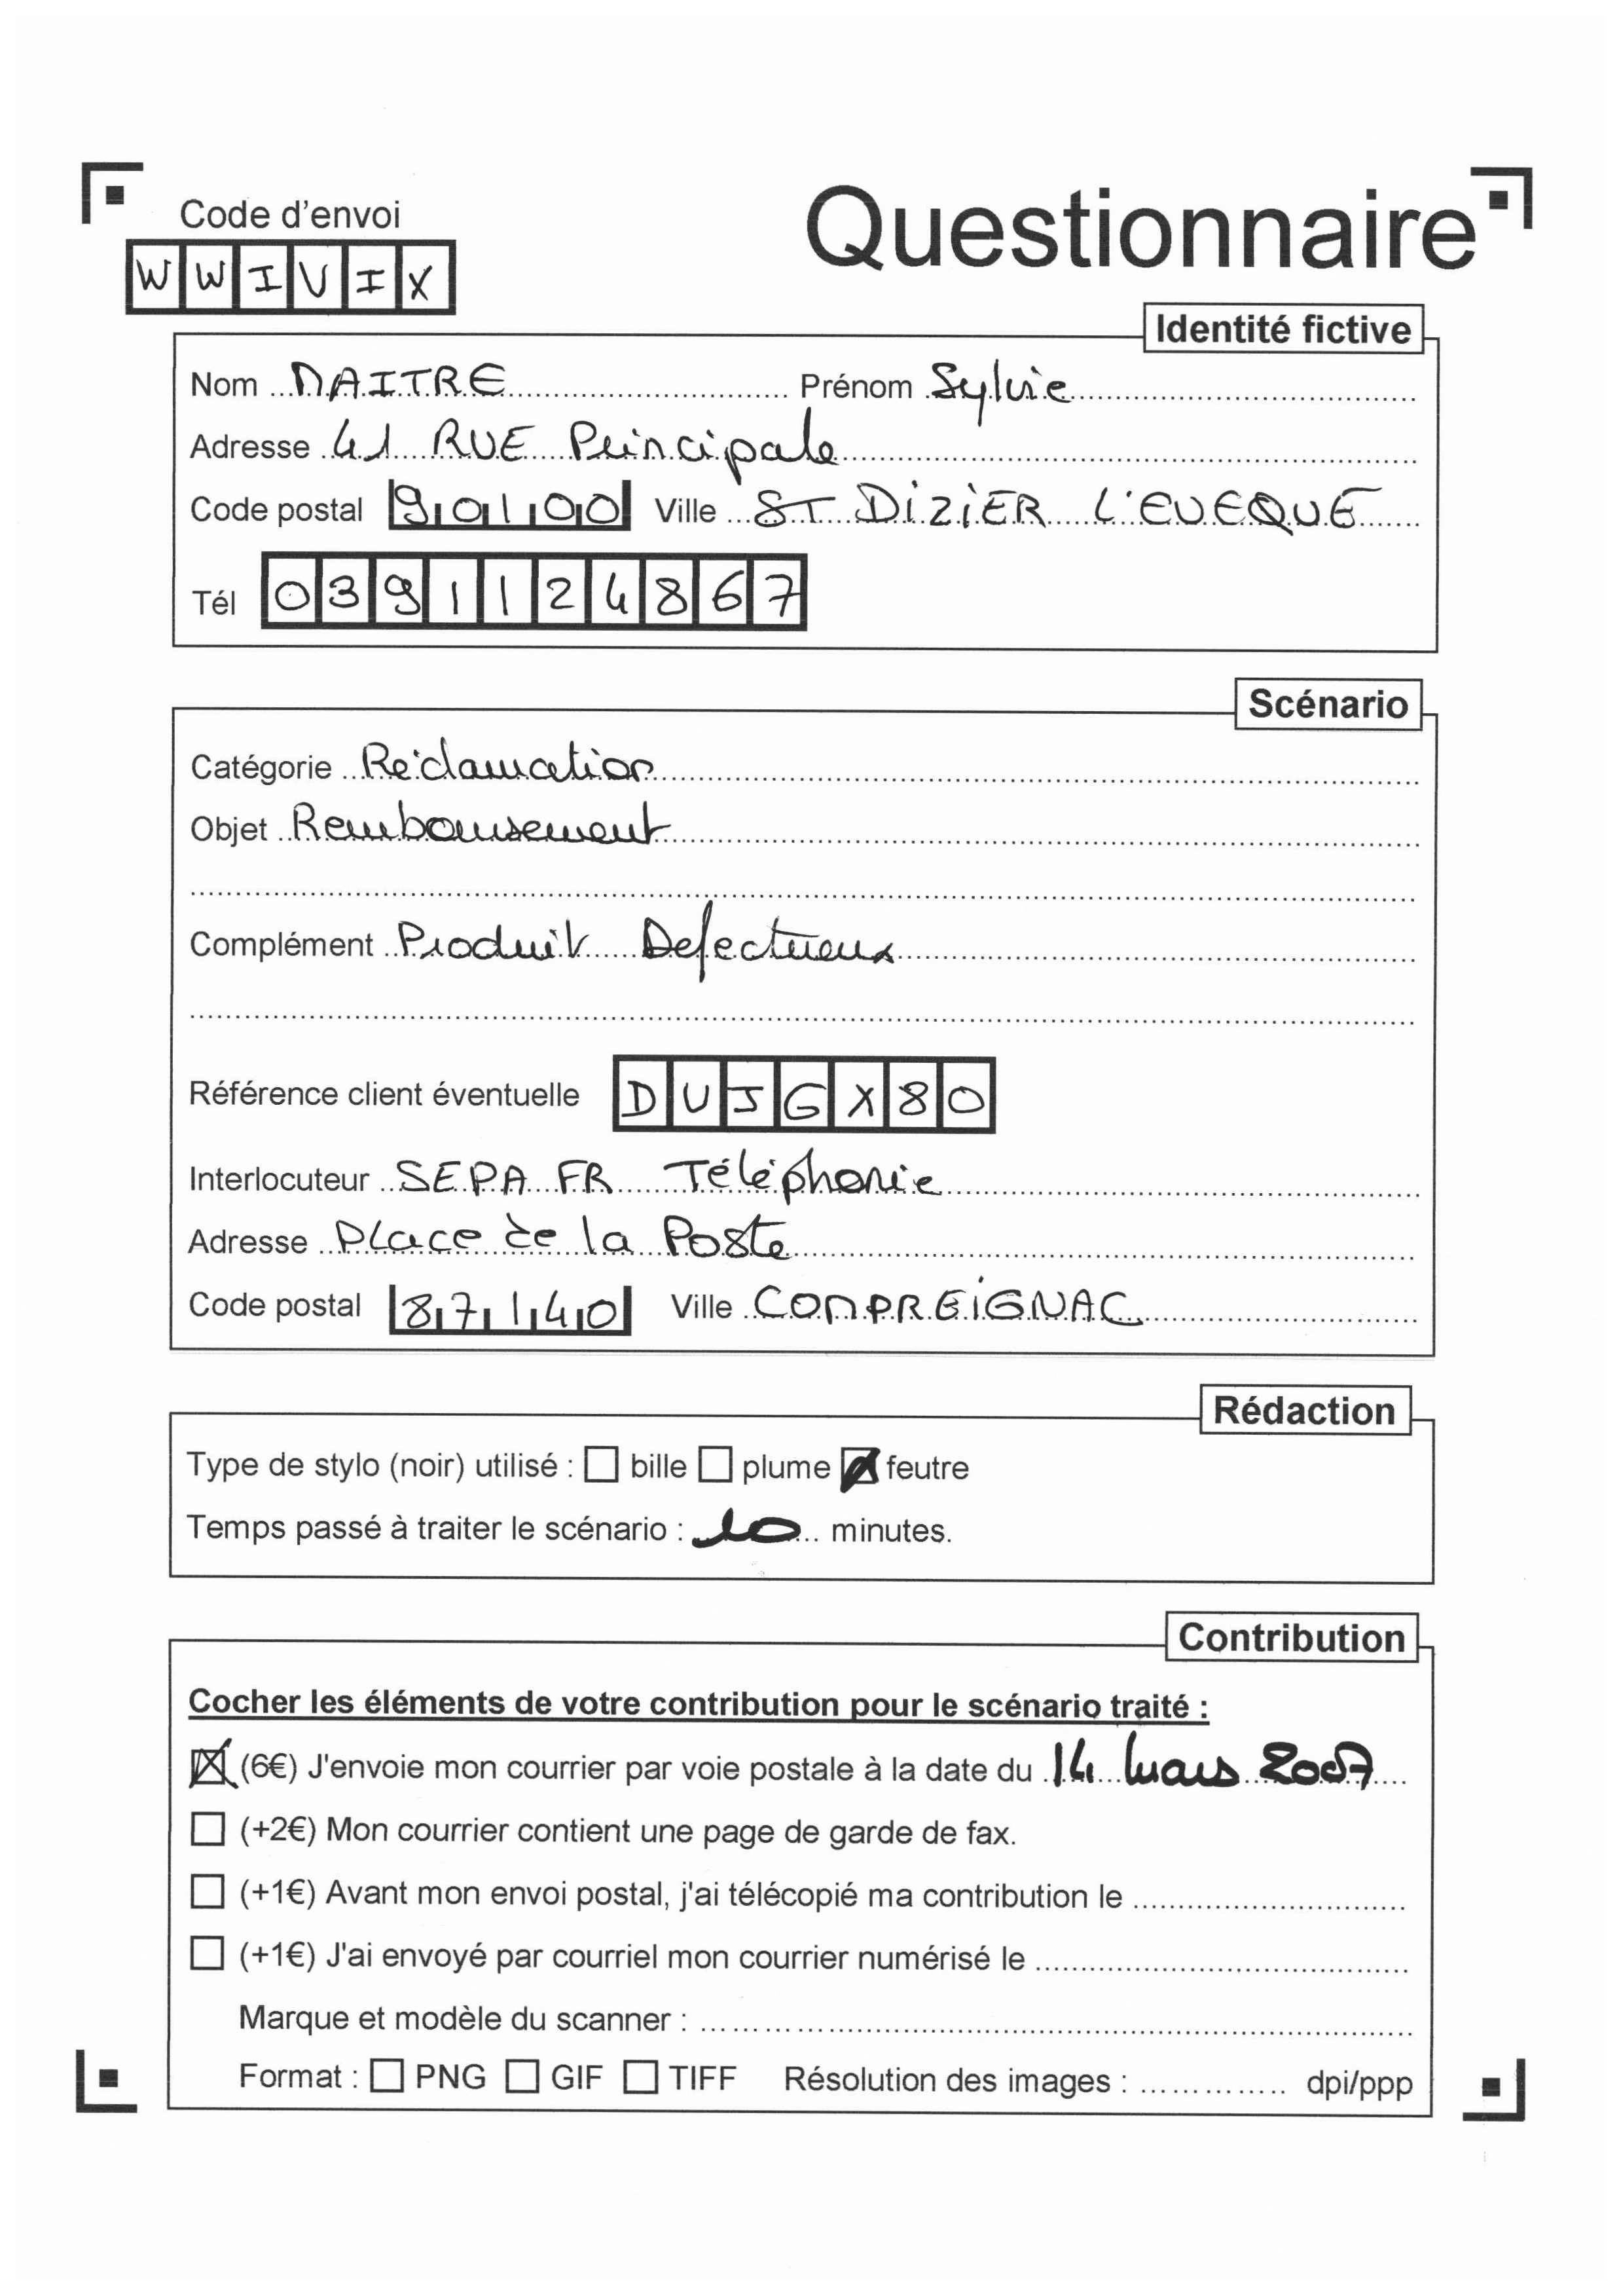 Code d'envoi
Questionnaire
WWIVIX
Identité fictive
Nom MAITRE Prénom Sylvie
Adresse 41 RUE Principale
Code postal 90100 Ville ST DiZiER L'EVEQUE
Tél 0391124867
Scénario
Catégorie Réclamation
Objet Remboursement
Complément Produit Defectueux
Référence client éventuelle DUJGX80
Interlocuteur SEPA FR Téléphonie
Adresse Place de la Poste
Code postal 87140 Ville COMPREiGNAC
Rédaction
Type de stylo (noir) utilisé : bille plume feutre
Temps passé à traiter le scénario : 10 minutes.
Contribution
Cocher les éléments de votre contribution pour le scénario traité :
(6€) J'envoie mon courrier par voie postale à la date du 14 mars 2007
(+2€) Mon courrier contient une page de garde de fax.
(+1€) Avant mon envoi postal, j'ai télécopié ma contribution le
(+1€) J'ai envoyé par courriel mon courrier numérisé le
Marque et modèle du scanner :
Format : PNG GIF TIFF Résolution des images : dpi/ppp